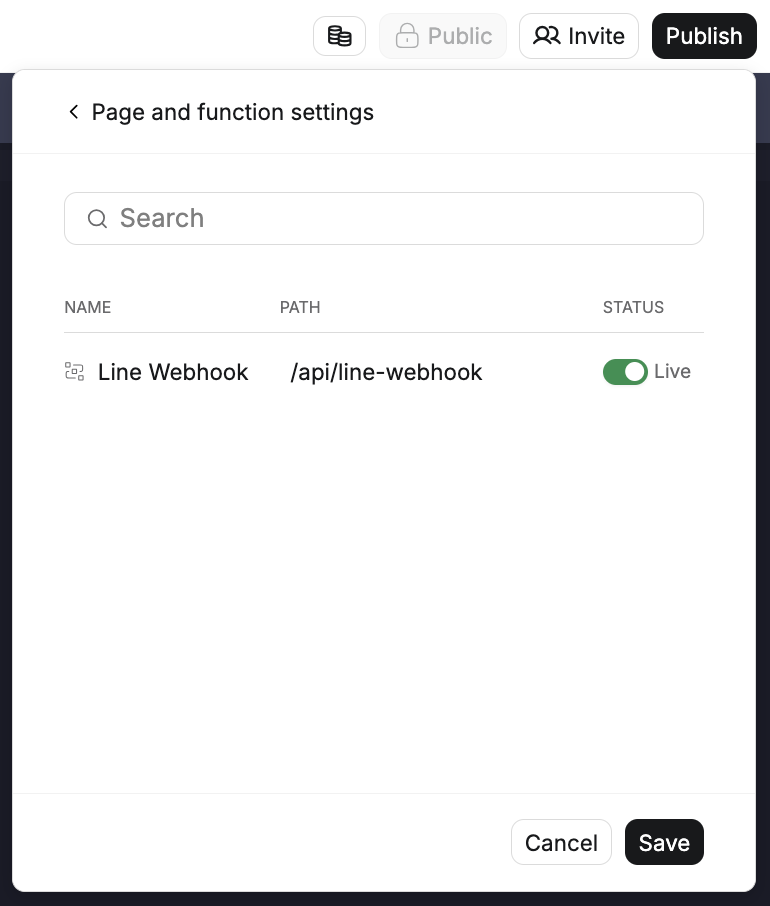 Public Invite Publish
Page and function settings
Search
NAME PATH STATUS
Line Webhook /api/line-webhook Live
Cancel Save